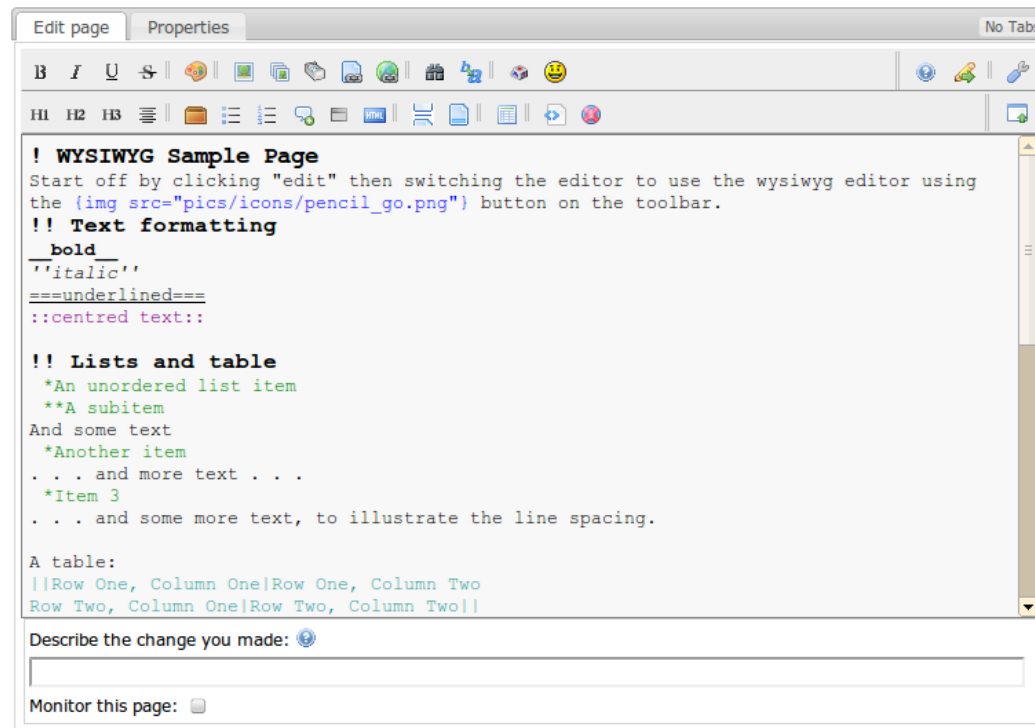 Edit page Properties No Tabs
B I U S
H1 H2 H3 HTML
! WYSIWYG Sample Page
Start off by clicking "edit" then switching the editor to use the wysiwyg editor using
the {img src="pics/icons/pencil_go.png"} button on the toolbar.
!! Text formatting
__bold__
''italic''
===underlined===
::centred text::
!! Lists and table
*An unordered list item
**A subitem
And some text
*Another item
. . . and more text . . .
*Item 3
. . . and some more text, to illustrate the line spacing.
A table:
||Row One, Column One|Row One, Column Two
Row Two, Column One|Row Two, Column Two||
Describe the change you made:
Monitor this page: